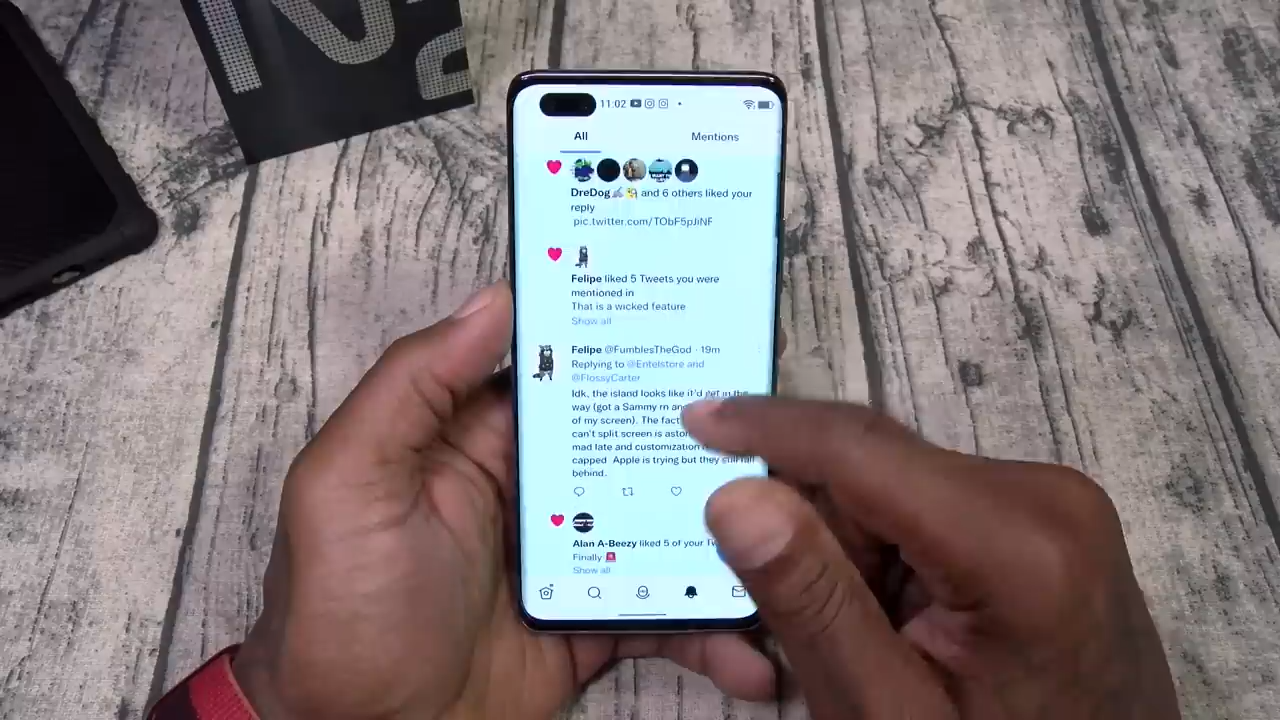 11:02
All
Mentions
DreDog and 6 others liked your
reply
pic.twitter.com/TObF5pJiNF
Felipe liked 5 Tweets you were
mentioned in
That is a wicked feature
Show all
Felipe @FumblesTheGod · 19m
Replying to @Entelstore and
@FlossyCarter
Idk, the island looks like it'd get in the
way (got a Sammy rn and
of my screen). The fact
can't split screen is
mad late and customization
capped Apple is trying but they still fall
behind.
Alan A-Beezy liked 5 of your
Finally
Show all